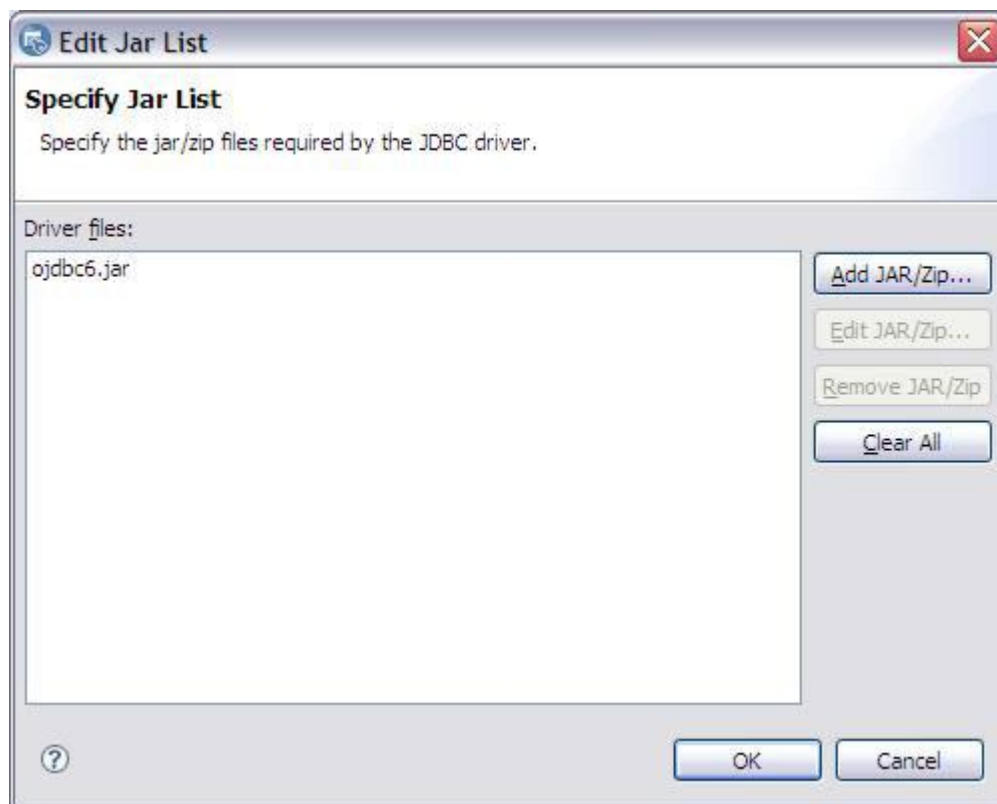 Edit Jar List
Specify Jar List
Specify the jar/zip files required by the JDBC driver.
Driver files:
ojdbc6.jar
Add JAR/Zip...
Edit JAR/Zip...
Remove JAR/Zip
Clear All
?
OK
Cancel